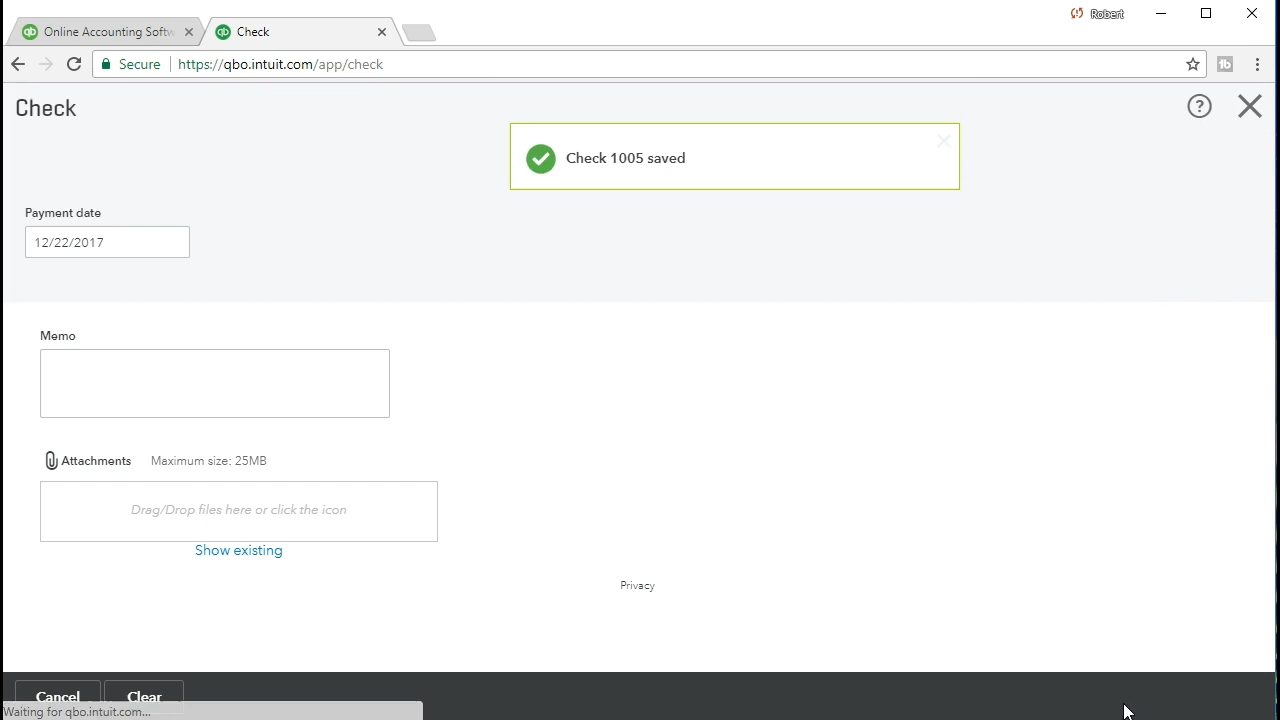 Robert
Online Accounting Softw
Check
Secure
https://qbo.intuit.com/app/check
Check
Check 1005 saved
Payment date
12/22/2017
Memo
Attachments Maximum size: 25MB
Drag/Drop files here or click the icon
Show existing
Privacy
Cancel
Clear
Waiting for qbo.intuit.com...